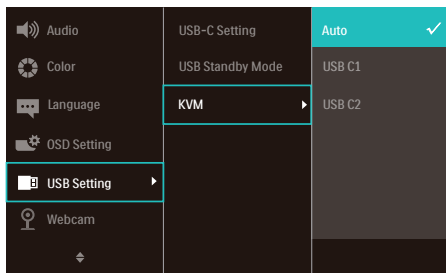 Audio
Color
Language
OSD Setting
USB Setting
Webcam
USB-C Setting
USB Standby Mode
KVM
Auto
USB C1
USB C2